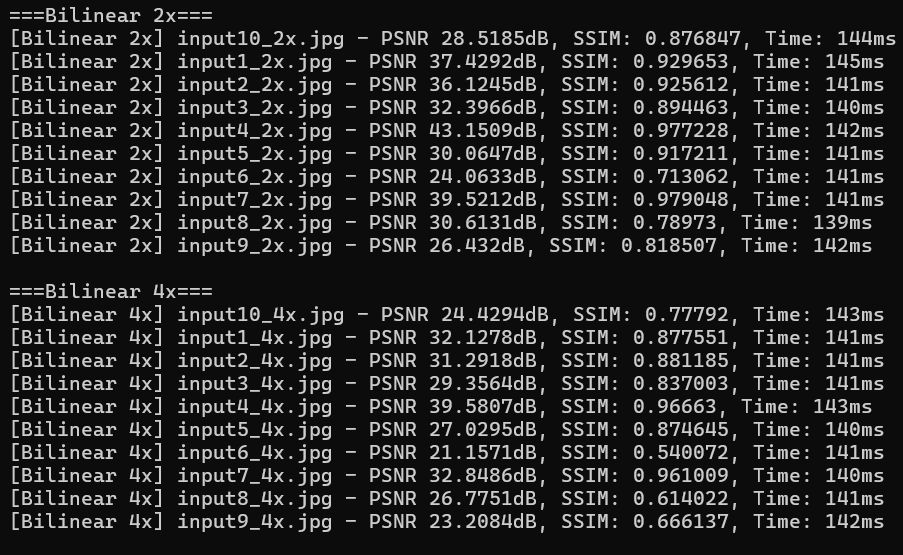 ===Bilinear 2x===
[Bilinear 2x] input10_2x.jpg - PSNR 28.5185dB, SSIM: 0.876847, Time: 144ms
[Bilinear 2x] input1_2x.jpg - PSNR 37.4292dB, SSIM: 0.929653, Time: 145ms
[Bilinear 2x] input2_2x.jpg - PSNR 36.1245dB, SSIM: 0.925612, Time: 141ms
[Bilinear 2x] input3_2x.jpg - PSNR 32.3966dB, SSIM: 0.894463, Time: 140ms
[Bilinear 2x] input4_2x.jpg - PSNR 43.1509dB, SSIM: 0.977228, Time: 142ms
[Bilinear 2x] input5_2x.jpg - PSNR 30.0647dB, SSIM: 0.917211, Time: 141ms
[Bilinear 2x] input6_2x.jpg - PSNR 24.0633dB, SSIM: 0.713062, Time: 141ms
[Bilinear 2x] input7_2x.jpg - PSNR 39.5212dB, SSIM: 0.979048, Time: 141ms
[Bilinear 2x] input8_2x.jpg - PSNR 30.6131dB, SSIM: 0.78973, Time: 139ms
[Bilinear 2x] input9_2x.jpg - PSNR 26.432dB, SSIM: 0.818507, Time: 142ms

===Bilinear 4x===
[Bilinear 4x] input10_4x.jpg - PSNR 24.4294dB, SSIM: 0.77792, Time: 143ms
[Bilinear 4x] input1_4x.jpg - PSNR 32.1278dB, SSIM: 0.877551, Time: 141ms
[Bilinear 4x] input2_4x.jpg - PSNR 31.2918dB, SSIM: 0.881185, Time: 141ms
[Bilinear 4x] input3_4x.jpg - PSNR 29.3564dB, SSIM: 0.837003, Time: 141ms
[Bilinear 4x] input4_4x.jpg - PSNR 39.5807dB, SSIM: 0.96663, Time: 143ms
[Bilinear 4x] input5_4x.jpg - PSNR 27.0295dB, SSIM: 0.874645, Time: 140ms
[Bilinear 4x] input6_4x.jpg - PSNR 21.1571dB, SSIM: 0.540072, Time: 141ms
[Bilinear 4x] input7_4x.jpg - PSNR 32.8486dB, SSIM: 0.961009, Time: 140ms
[Bilinear 4x] input8_4x.jpg - PSNR 26.7751dB, SSIM: 0.614022, Time: 141ms
[Bilinear 4x] input9_4x.jpg - PSNR 23.2084dB, SSIM: 0.666137, Time: 142ms